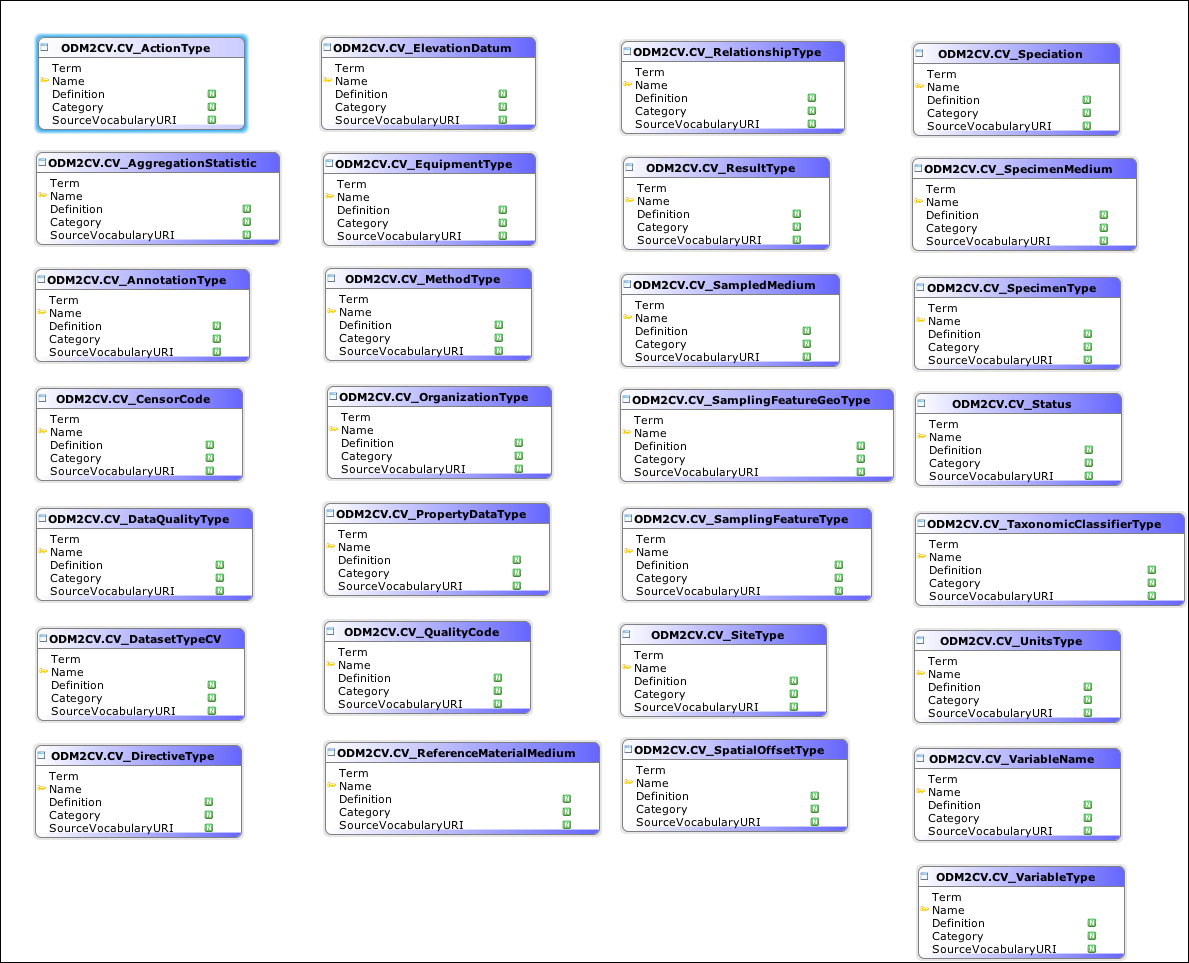 ODM2CV.CV_ActionType
Term
Name
Definition N
Category N
SourceVocabularyURI N
ODM2CV.CV_AggregationStatistic
Term
Name
Definition N
Category N
SourceVocabularyURI N
ODM2CV.CV_AnnotationType
Term
Name
Definition N
Category N
SourceVocabularyURI N
ODM2CV.CV_CensorCode
Term
Name
Definition N
Category N
SourceVocabularyURI N
ODM2CV.CV_DataQualityType
Term
Name
Definition N
Category N
SourceVocabularyURI N
ODM2CV.CV_DatasetTypeCV
Term
Name
Definition N
Category N
SourceVocabularyURI N
ODM2CV.CV_DirectiveType
Term
Name
Definition N
Category N
SourceVocabularyURI N
ODM2CV.CV_ElevationDatum
Term
Name
Definition N
Category N
SourceVocabularyURI N
ODM2CV.CV_EquipmentType
Term
Name
Definition N
Category N
SourceVocabularyURI N
ODM2CV.CV_MethodType
Term
Name
Definition N
Category N
SourceVocabularyURI N
ODM2CV.CV_OrganizationType
Term
Name
Definition N
Category N
SourceVocabularyURI N
ODM2CV.CV_PropertyDataType
Term
Name
Definition N
Category N
SourceVocabularyURI N
ODM2CV.CV_QualityCode
Term
Name
Definition N
Category N
SourceVocabularyURI N
ODM2CV.CV_ReferenceMaterialMedium
Term
Name
Definition N
Category N
SourceVocabularyURI N
ODM2CV.CV_RelationshipType
Term
Name
Definition N
Category N
SourceVocabularyURI N
ODM2CV.CV_ResultType
Term
Name
Definition N
Category N
SourceVocabularyURI N
ODM2CV.CV_SampledMedium
Term
Name
Definition N
Category N
SourceVocabularyURI N
ODM2CV.CV_SamplingFeatureGeoType
Term
Name
Definition N
Category N
SourceVocabularyURI N
ODM2CV.CV_SamplingFeatureType
Term
Name
Definition N
Category N
SourceVocabularyURI N
ODM2CV.CV_SiteType
Term
Name
Definition N
Category N
SourceVocabularyURI N
ODM2CV.CV_SpatialOffsetType
Term
Name
Definition N
Category N
SourceVocabularyURI N
ODM2CV.CV_Speciation
Term
Name
Definition N
Category N
SourceVocabularyURI N
ODM2CV.CV_SpecimenMedium
Term
Name
Definition N
Category N
SourceVocabularyURI N
ODM2CV.CV_SpecimenType
Term
Name
Definition N
Category N
SourceVocabularyURI N
ODM2CV.CV_Status
Term
Name
Definition N
Category N
SourceVocabularyURI N
ODM2CV.CV_TaxonomicClassifierType
Term
Name
Definition N
Category N
SourceVocabularyURI N
ODM2CV.CV_UnitsType
Term
Name
Definition N
Category N
SourceVocabularyURI N
ODM2CV.CV_VariableName
Term
Name
Definition N
Category N
SourceVocabularyURI N
ODM2CV.CV_VariableType
Term
Name
Definition N
Category N
SourceVocabularyURI N